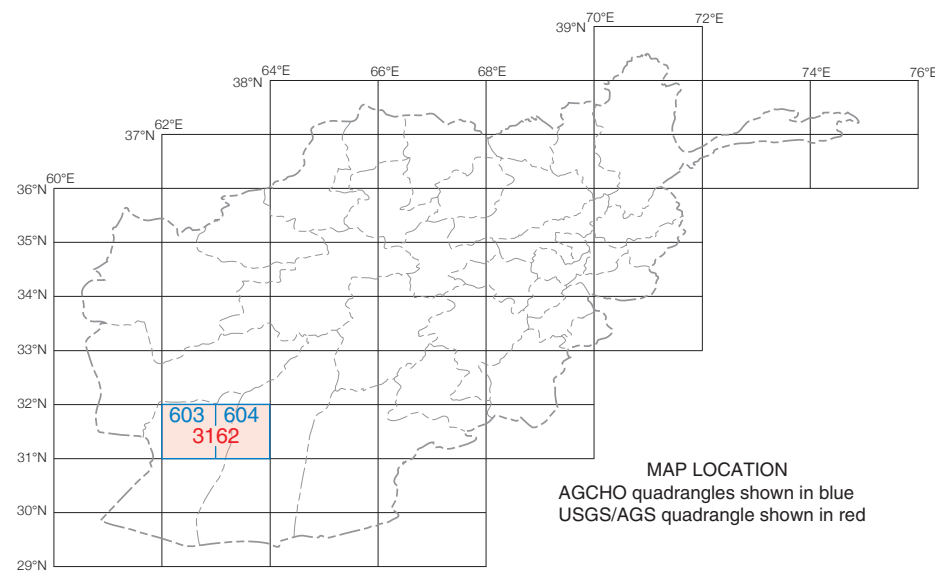 70°E 72°E
39°N
64°E 66°E 68°E 74°E 76°E
38°N
62°E
37°N
60°E
36°N
35°N
34°N
33°N
32°N
603 604
3162
31°N
MAP LOCATION
AGCHO quadrangles shown in blue
30°N
USGS/AGS quadrangle shown in red
29°N